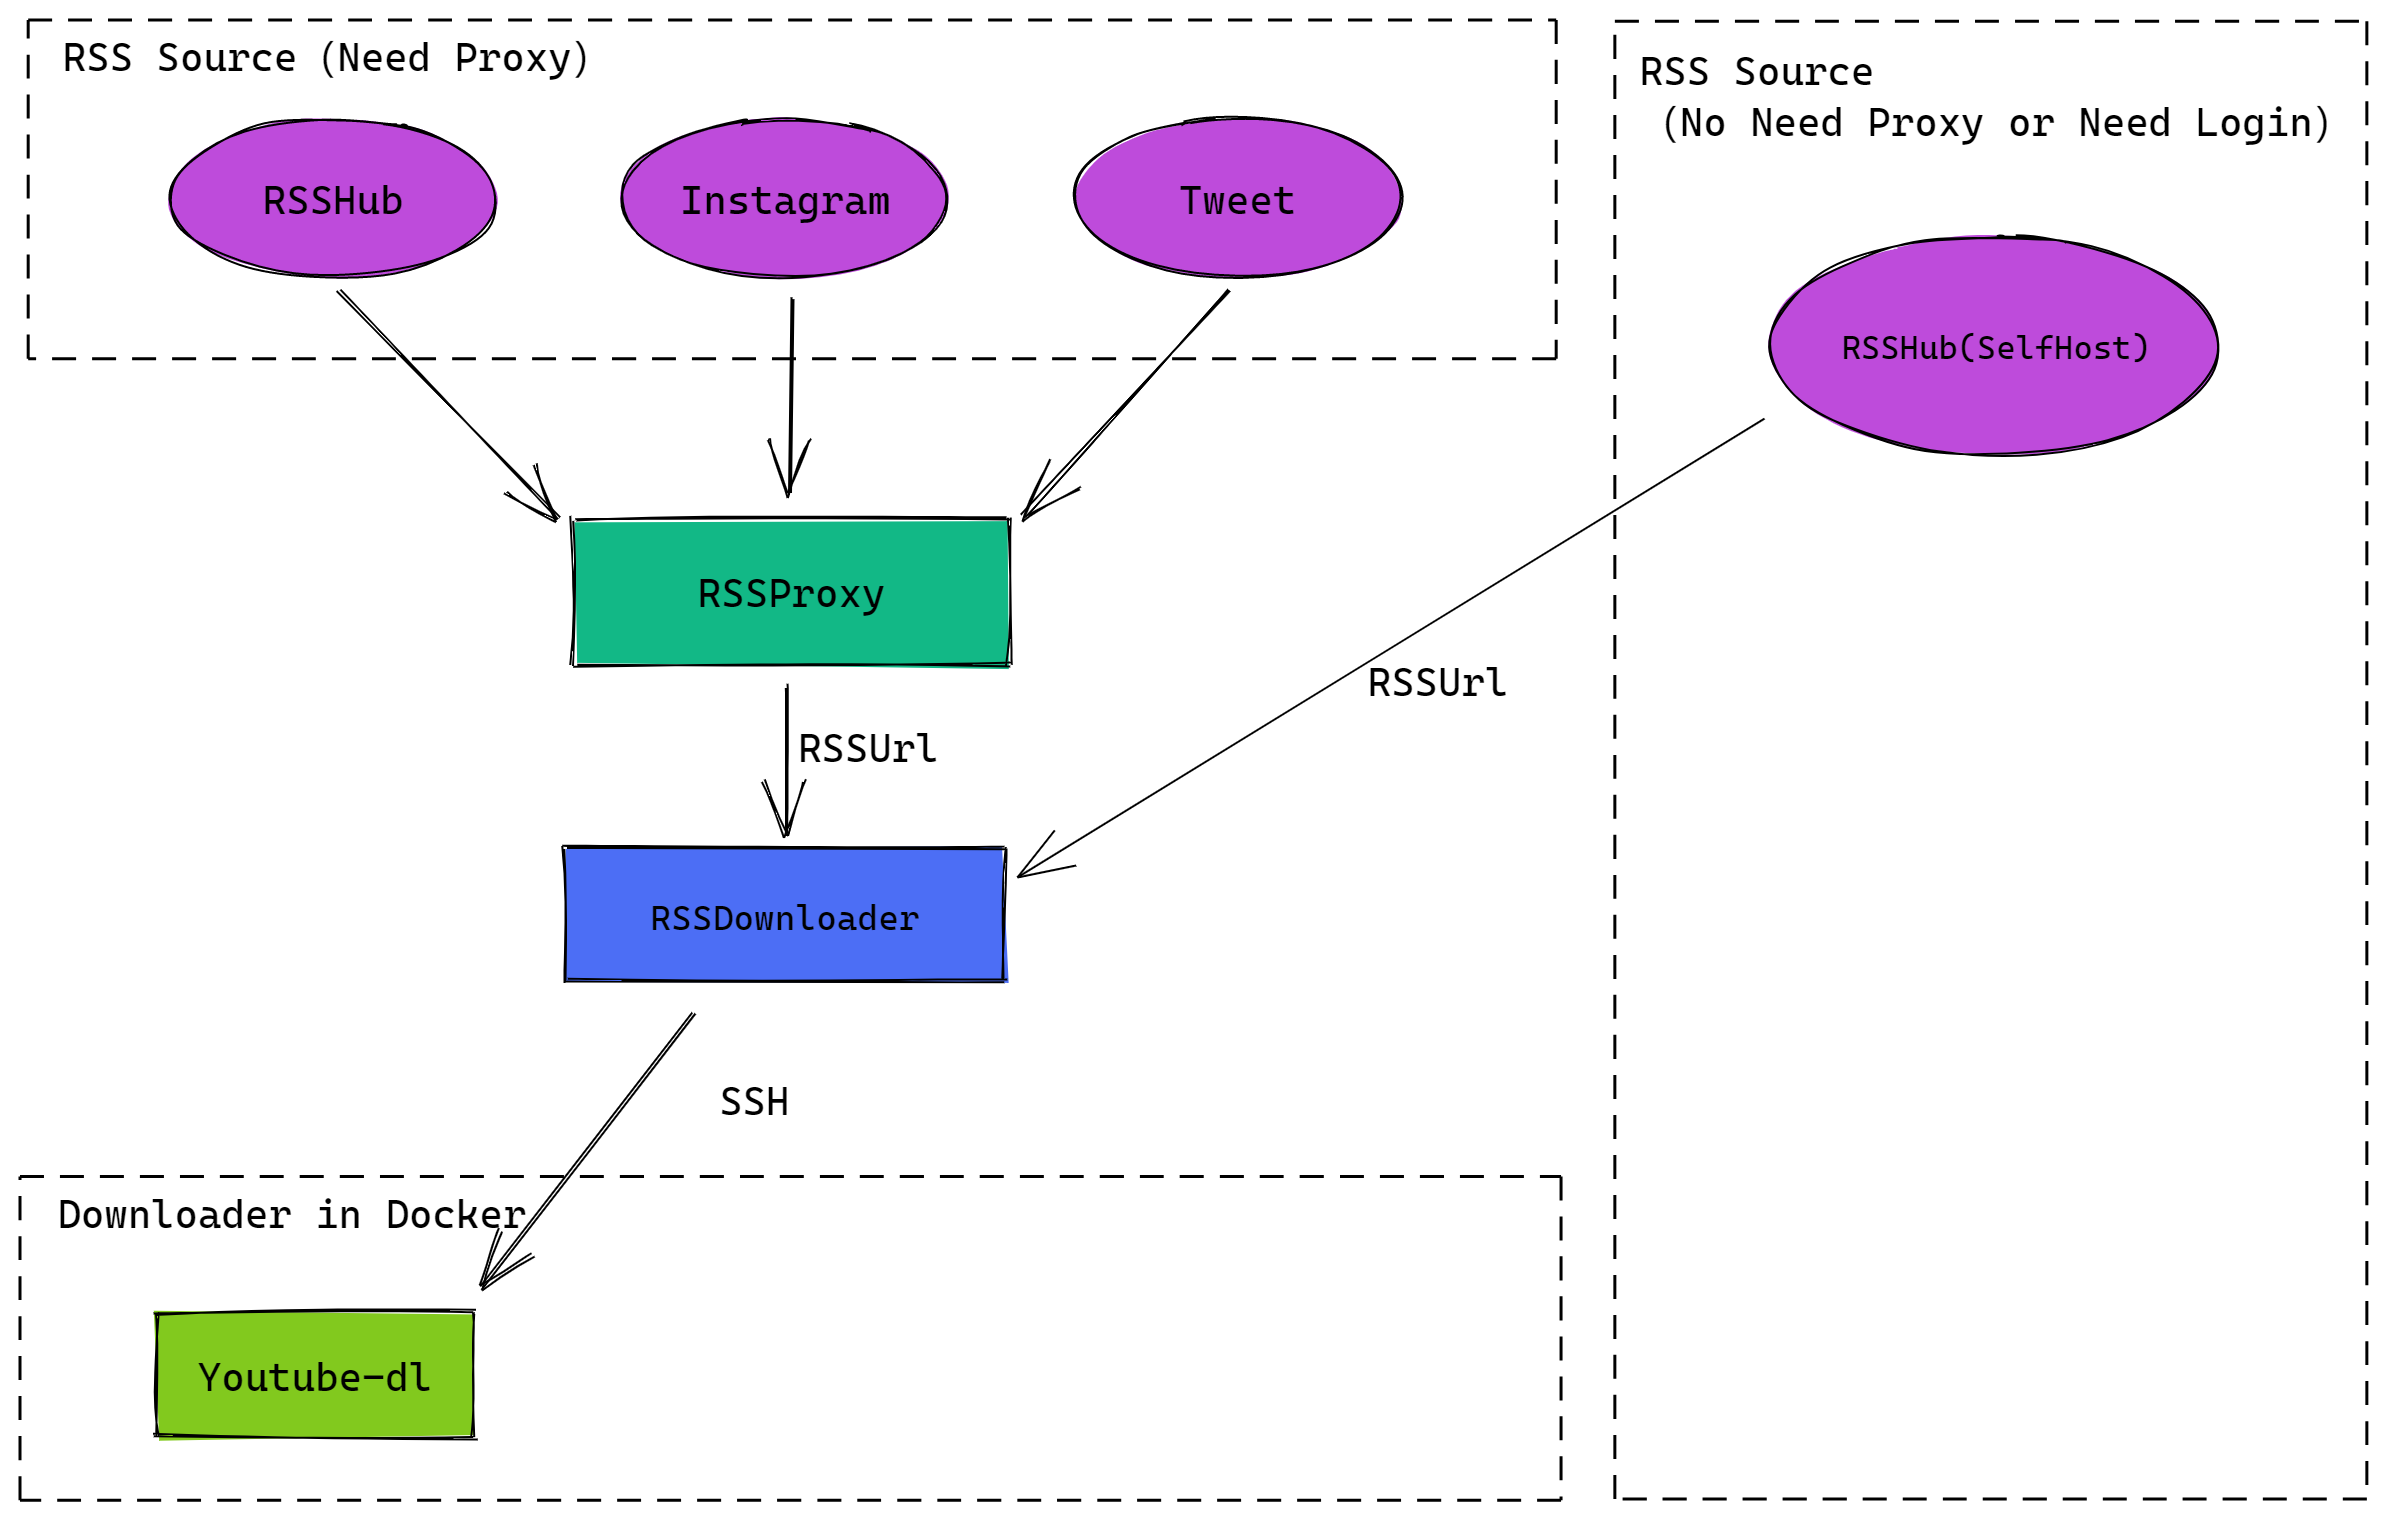 RSS Source（Need Proxy）
RSSHub
Instagram
Tweet
RSS Source
（No Need Proxy or Need Login）
RSSHub(SelfHost)
RSSProxy
RSSUrl
RSSUrl
RSSDownloader
SSH
Downloader in Docker
Youtube-dl